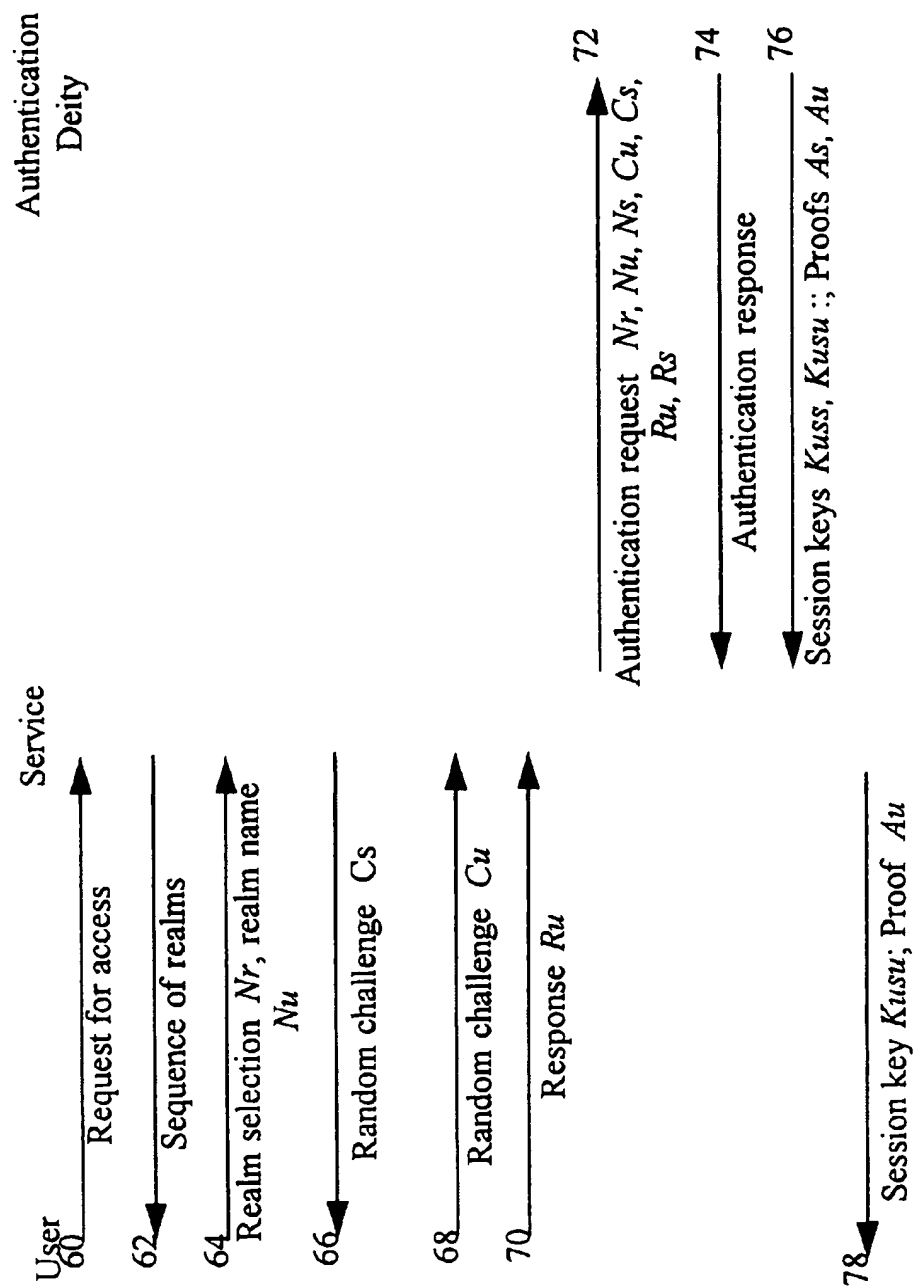 User
Service
Authentication
Deity
60
Request for access
62
Sequence of realms
64
Realm selection Nr, realm name
Nu
66
Random challenge Cs
68
Random challenge Cu
70
Response Ru
72
Authentication request Nr, Nu, Ns, Cu, Cs,
Ru, Rs
74
Authentication response
76
Session keys Kuss, Kusu :; Proofs As, Au
78
Session key Kusu; Proof Au